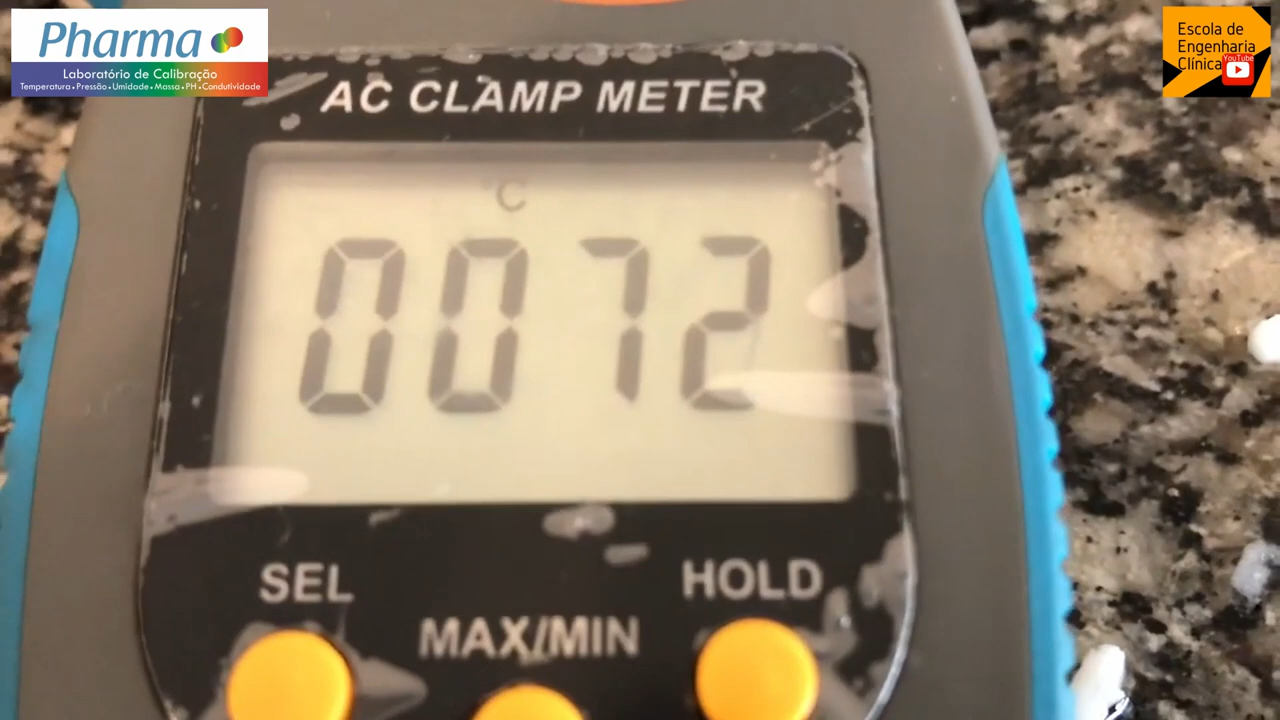 Pharma
Laboratório de Calibração
Temperatura • Pressão • Umidade • Massa • PH • Condutividade
Escola de
Engenharia
Clínica
YouTube
AC CLAMP METER
°C
0072
SEL
HOLD
MAX/MIN